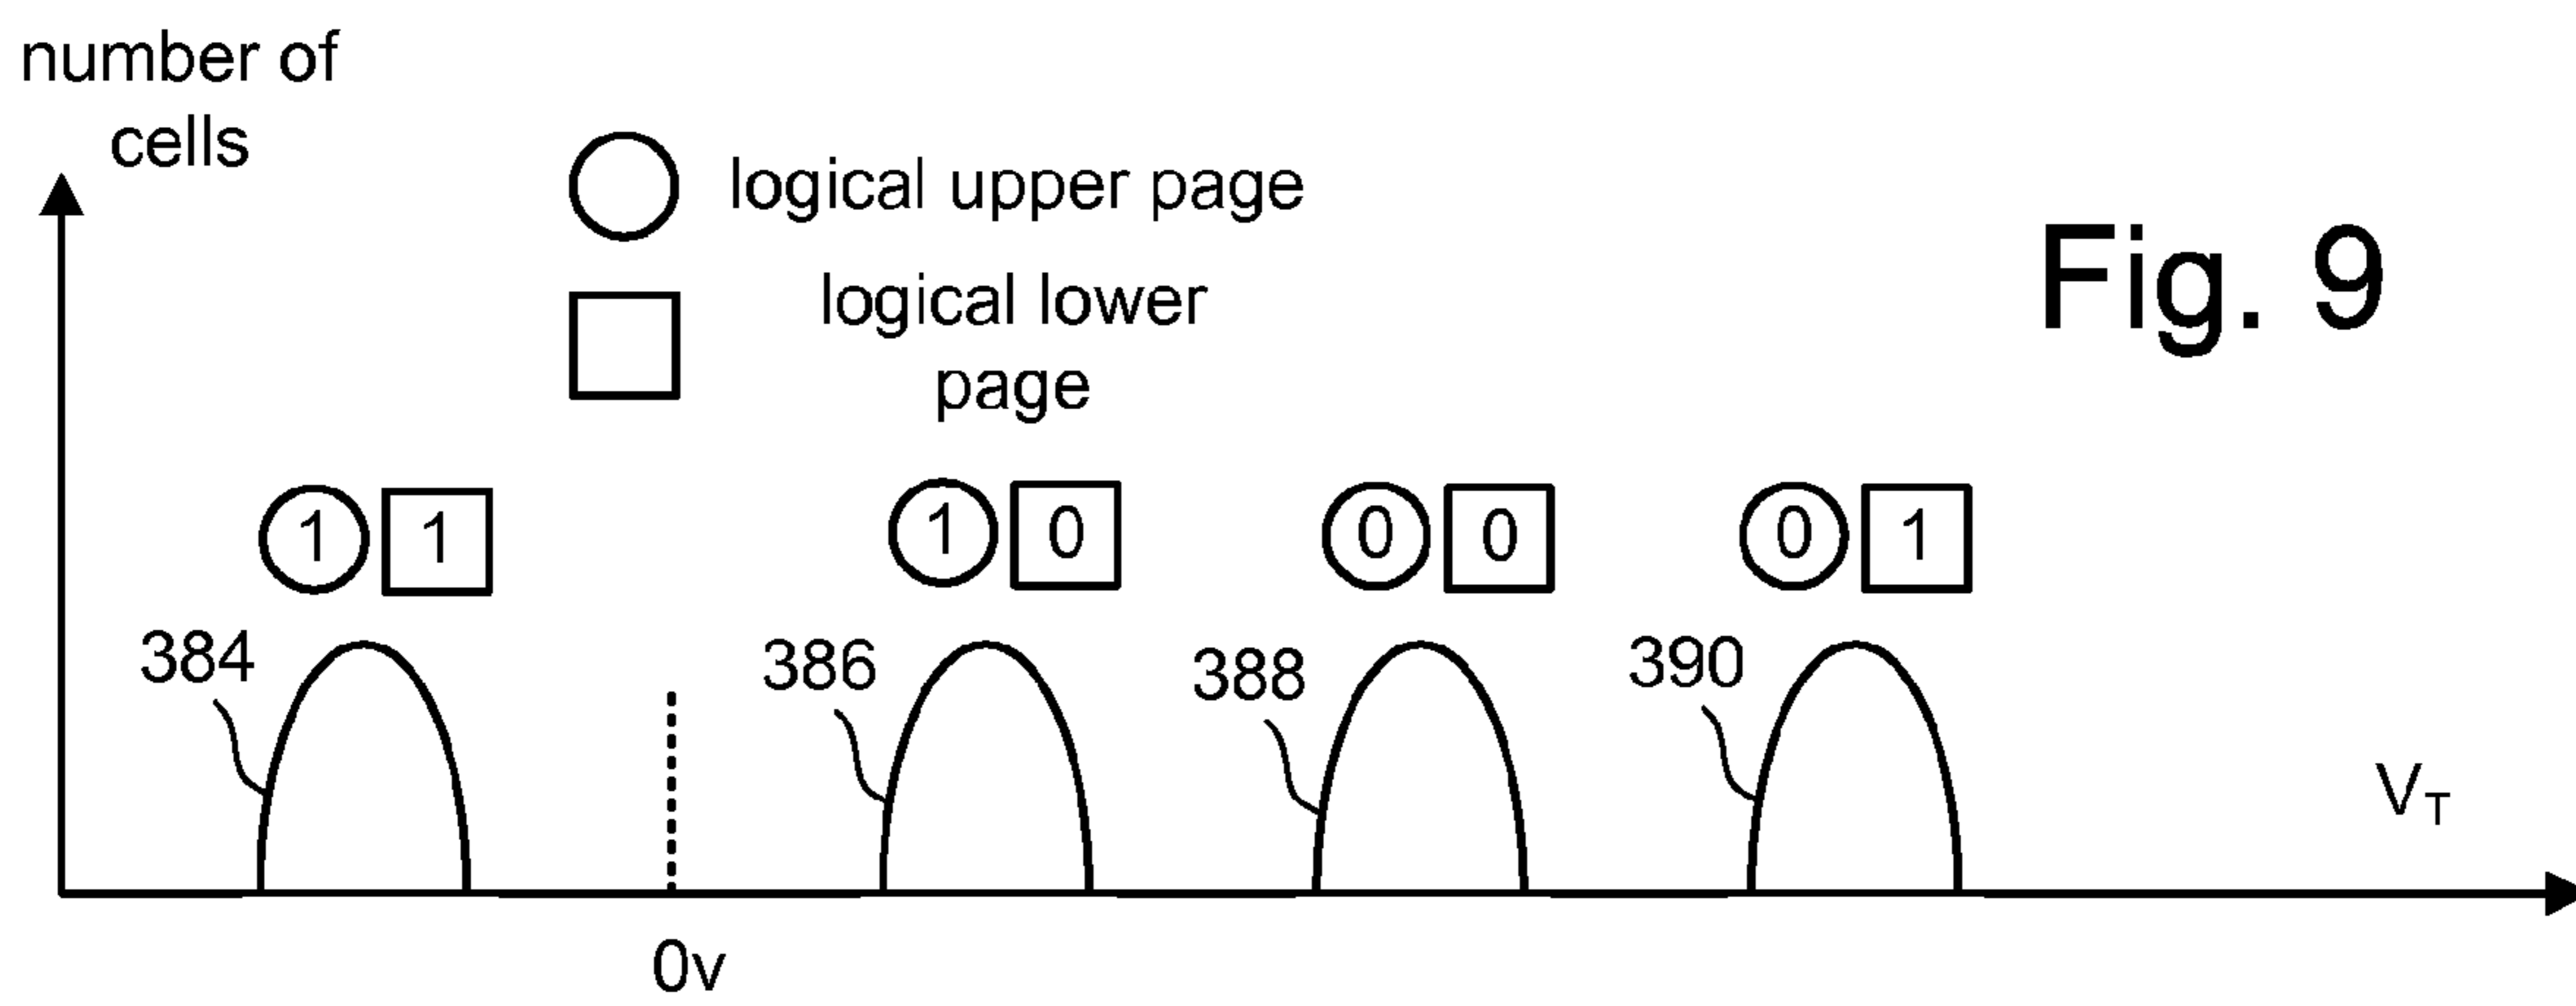 number of
cells
logical upper page
logical lower
page
Fig. 9
1 1 1 0 0 0 0 1
384 386 388 390
V_T
0v